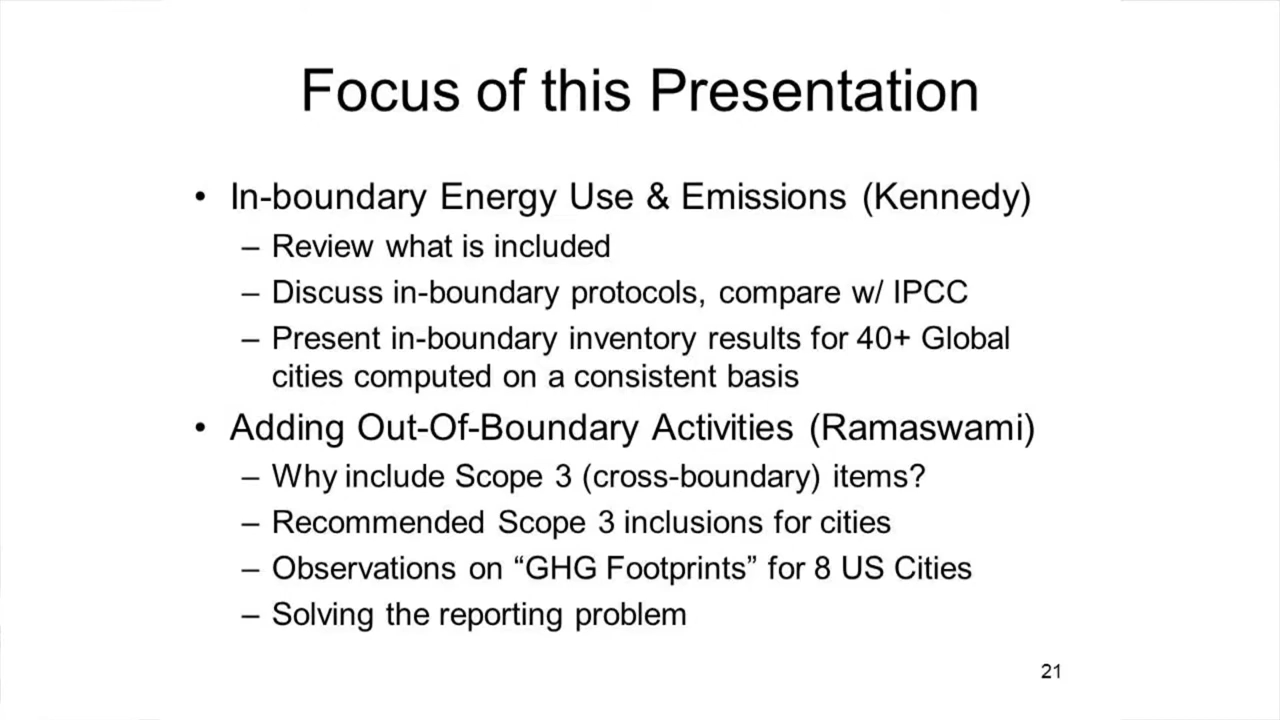 Focus of this Presentation
• In-boundary Energy Use & Emissions (Kennedy)
– Review what is included
– Discuss in-boundary protocols, compare w/ IPCC
– Present in-boundary inventory results for 40+ Global
cities computed on a consistent basis
• Adding Out-Of-Boundary Activities (Ramaswami)
– Why include Scope 3 (cross-boundary) items?
– Recommended Scope 3 inclusions for cities
– Observations on “GHG Footprints” for 8 US Cities
– Solving the reporting problem
21